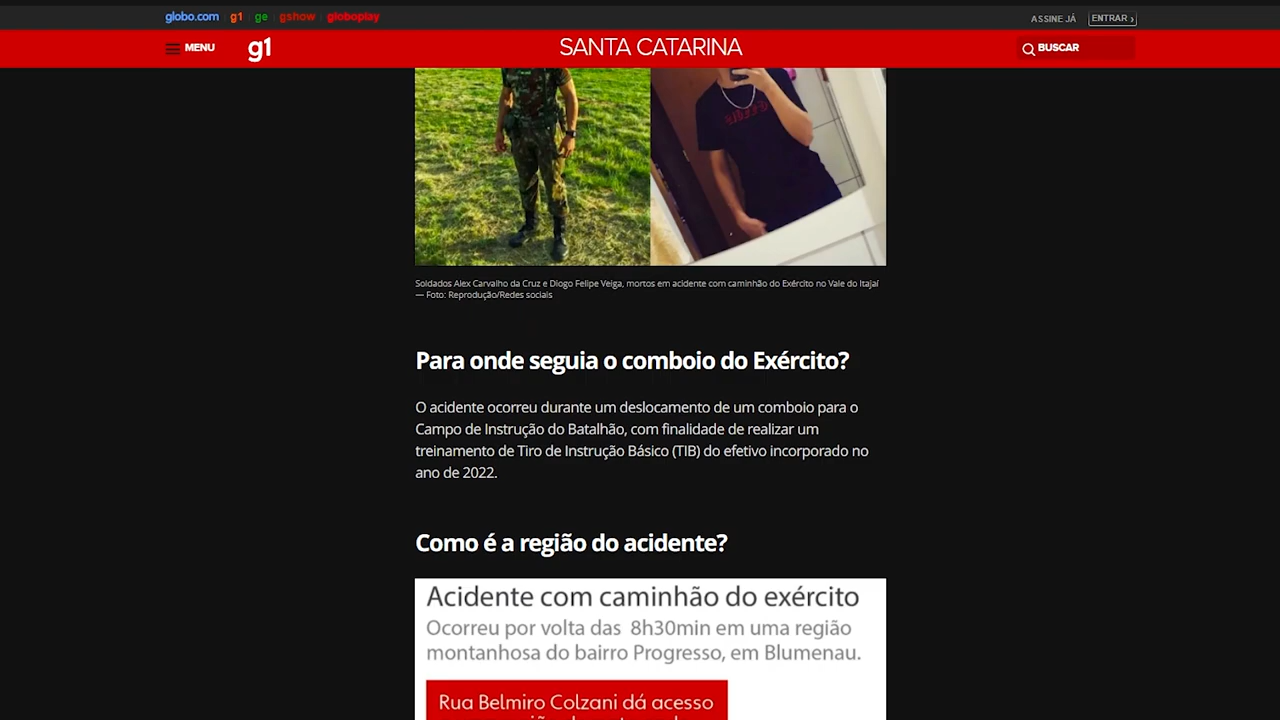 globo.com g1 ge gshow globoplay
ASSINE JÁ ENTRAR ›
MENU g1 SANTA CATARINA BUSCAR
Soldados Alex Carvalho da Cruz e Diogo Felipe Veiga, mortos em acidente com caminhão do Exército no Vale do Itajaí
— Foto: Reprodução/Redes sociais
Para onde seguia o comboio do Exército?
O acidente ocorreu durante um deslocamento de um comboio para o
Campo de Instrução do Batalhão, com finalidade de realizar um
treinamento de Tiro de Instrução Básico (TIB) do efetivo incorporado no
ano de 2022.
Como é a região do acidente?
Acidente com caminhão do exército
Ocorreu por volta das 8h30min em uma região
montanhosa do bairro Progresso, em Blumenau.
Rua Belmiro Colzani dá acesso